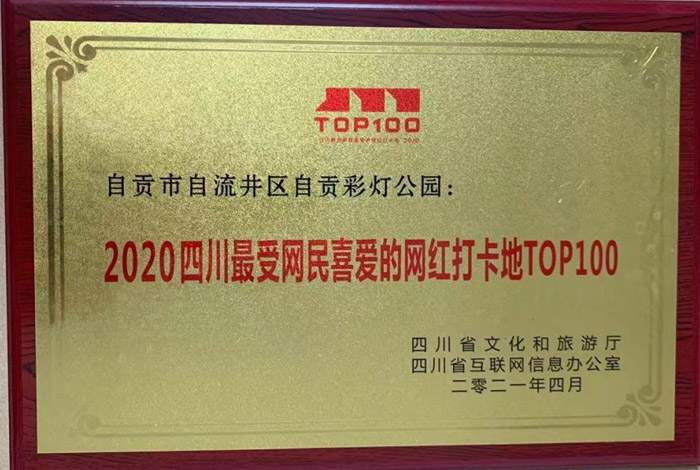 TOP100
自贡市自流井区自贡彩灯公园：
2020四川最受网民喜爱的网红打卡地TOP100
四川省文化和旅游厅
四川省互联网信息办公室
二零二一年四月